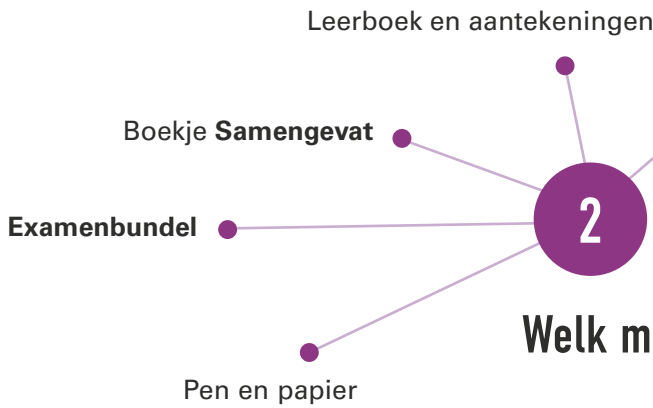 Leerboek en aantekeningen
Boekje Samengevat
Examenbundel
2
Welk m
Pen en papier